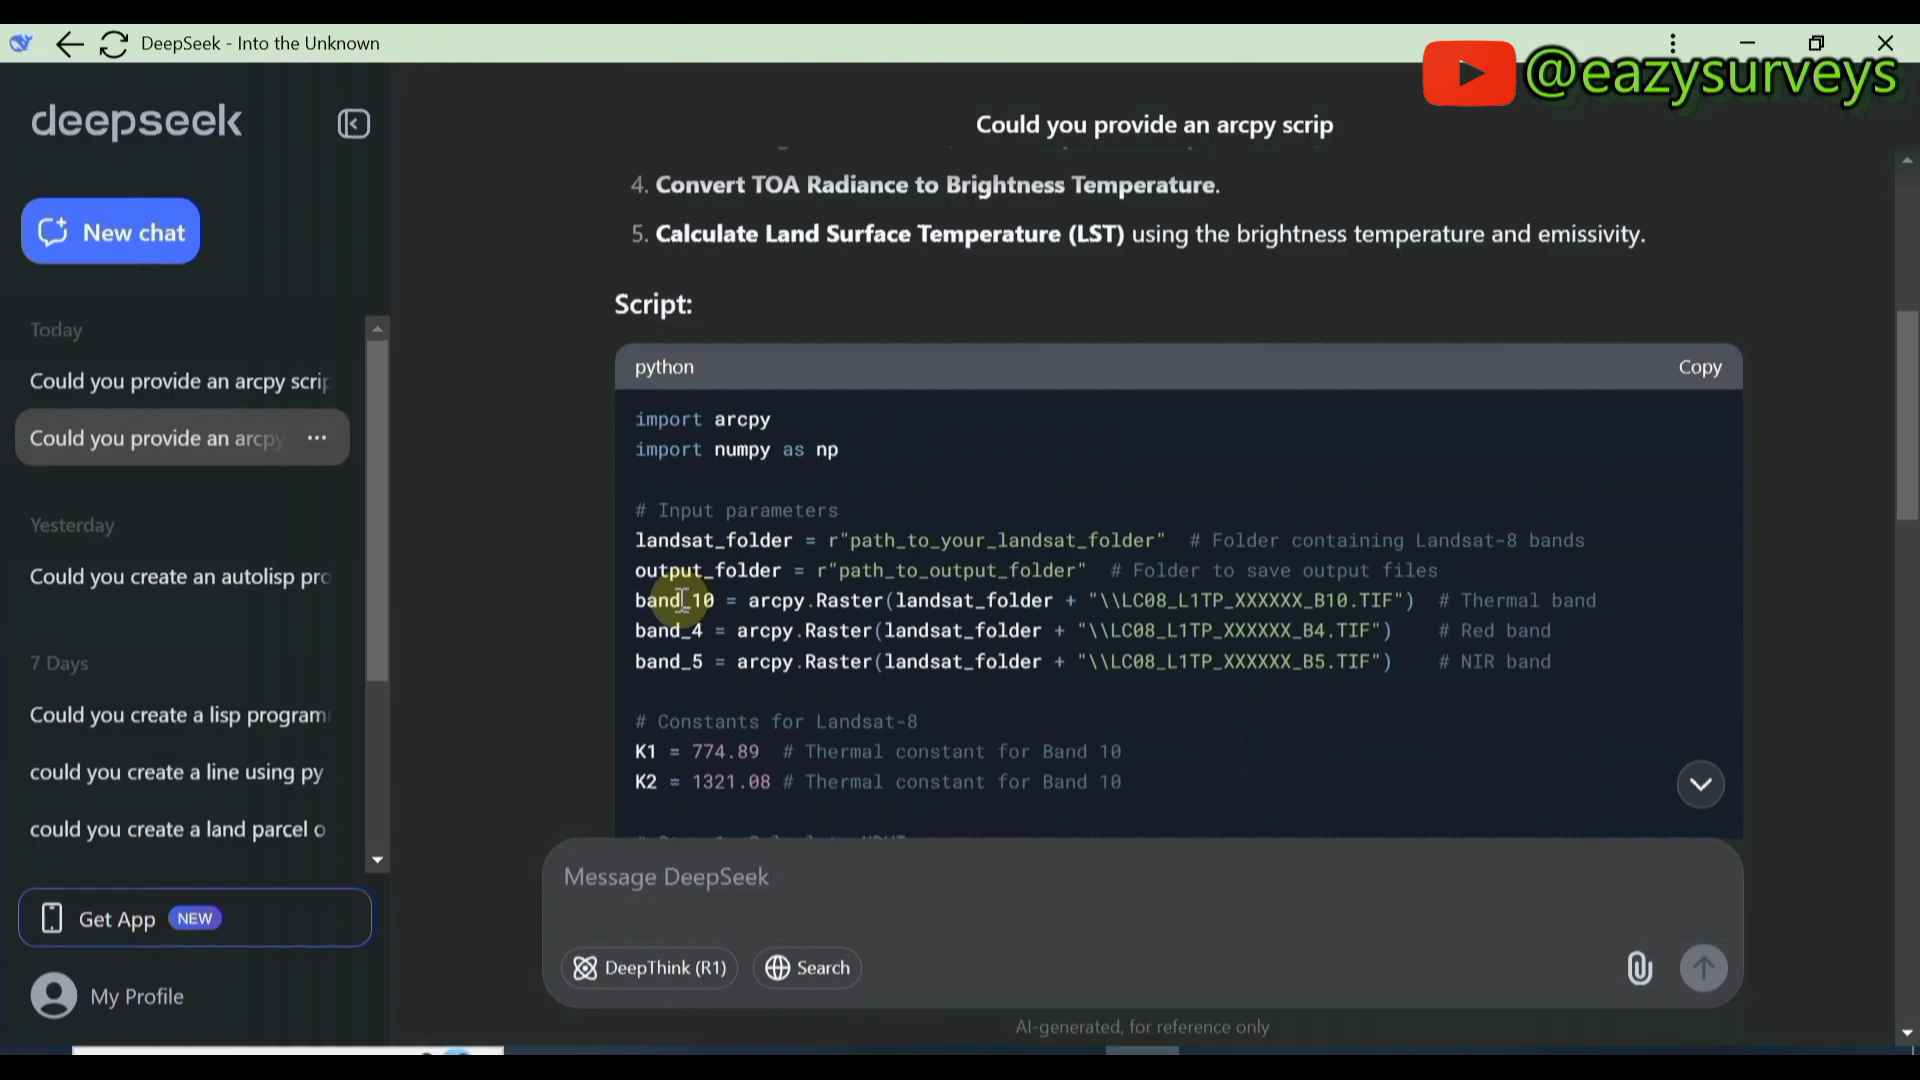 DeepSeek - Into the Unknown
@eazysurveys
deepseek
Could you provide an arcpy scrip
New chat
Today
Could you provide an arcpy scrip
Could you provide an arcpy
Yesterday
Could you create an autolisp pro
7 Days
Could you create a lisp program
could you create a line using py
could you create a land parcel o
Get App NEW
My Profile
4. Convert TOA Radiance to Brightness Temperature.
5. Calculate Land Surface Temperature (LST) using the brightness temperature and emissivity.
Script:
python Copy
import arcpy
import numpy as np
# Input parameters
landsat_folder = r"path_to_your_landsat_folder" # Folder containing Landsat-8 bands
output_folder = r"path_to_output_folder" # Folder to save output files
band_10 = arcpy.Raster(landsat_folder + "\\LC08_L1TP_XXXXXX_B10.TIF") # Thermal band
band_4 = arcpy.Raster(landsat_folder + "\\LC08_L1TP_XXXXXX_B4.TIF") # Red band
band_5 = arcpy.Raster(landsat_folder + "\\LC08_L1TP_XXXXXX_B5.TIF") # NIR band
# Constants for Landsat-8
K1 = 774.89 # Thermal constant for Band 10
K2 = 1321.08 # Thermal constant for Band 10
Message DeepSeek
DeepThink (R1)
Search
AI-generated, for reference only